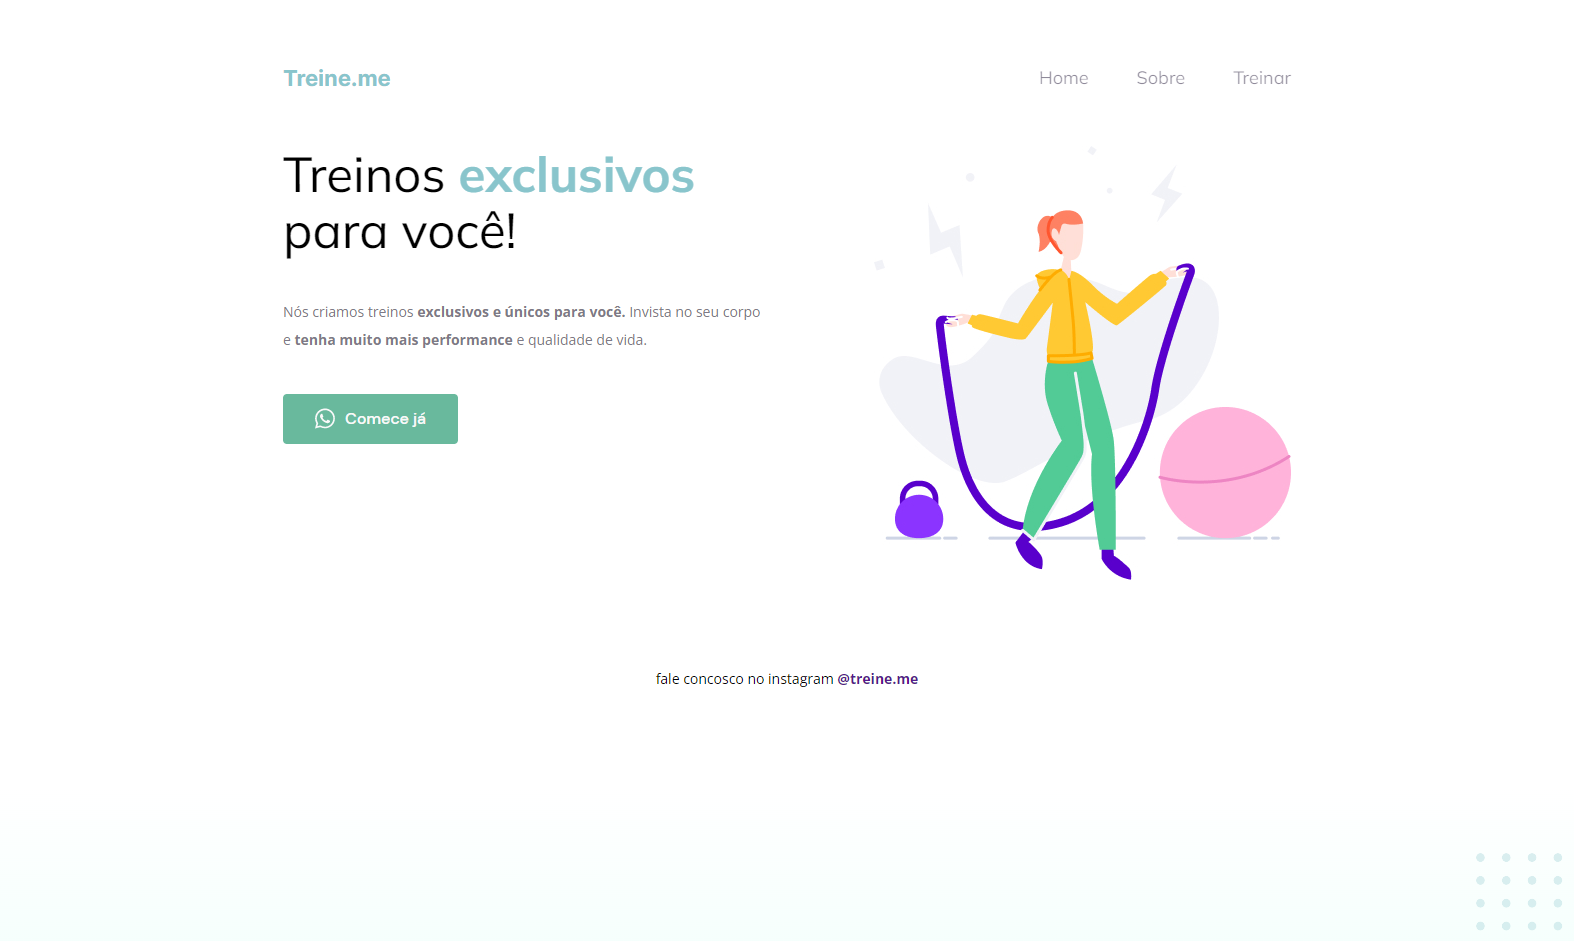 Treine.me
Home
Sobre
Treinar
Treinos exclusivos
para você!
Nós criamos treinos exclusivos e únicos para você. Invista no seu corpo
e tenha muito mais performance e qualidade de vida.
Comece já
fale concosco no instagram @treine.me